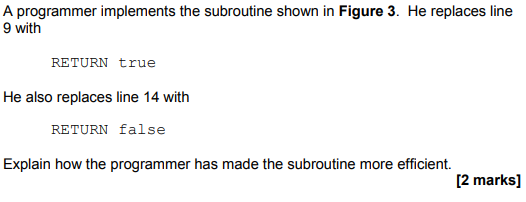 A programmer implements the subroutine shown in Figure 3. He replaces line
9 with
RETURN true
He also replaces line 14 with
RETURN false
Explain how the programmer has made the subroutine more efficient.
[2 marks]